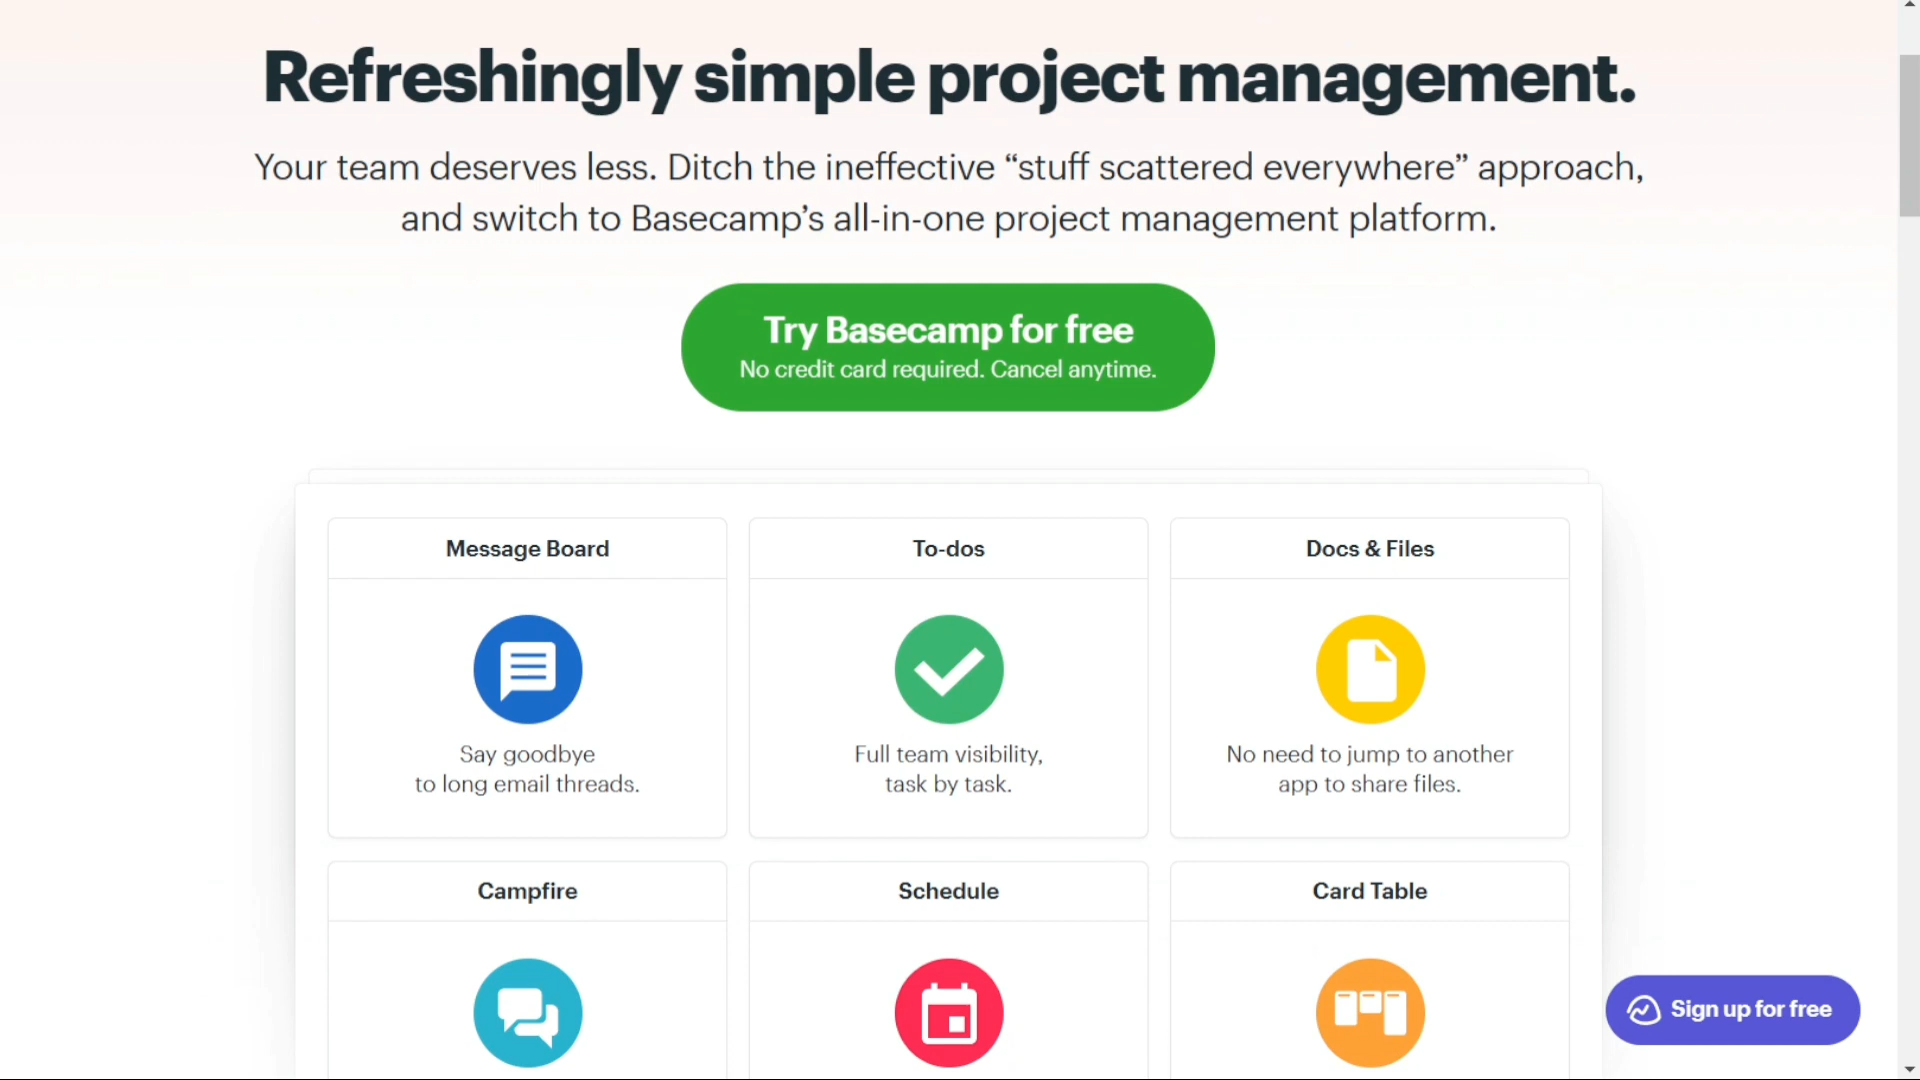 Refreshingly simple project management.
Your team deserves less. Ditch the ineffective “stuff scattered everywhere” approach,
and switch to Basecamp’s all-in-one project management platform.
Try Basecamp for free
No credit card required. Cancel anytime.
Message Board
Say goodbye
to long email threads.
To-dos
Full team visibility,
task by task.
Docs & Files
No need to jump to another
app to share files.
Campfire
Schedule
Card Table
Sign up for free